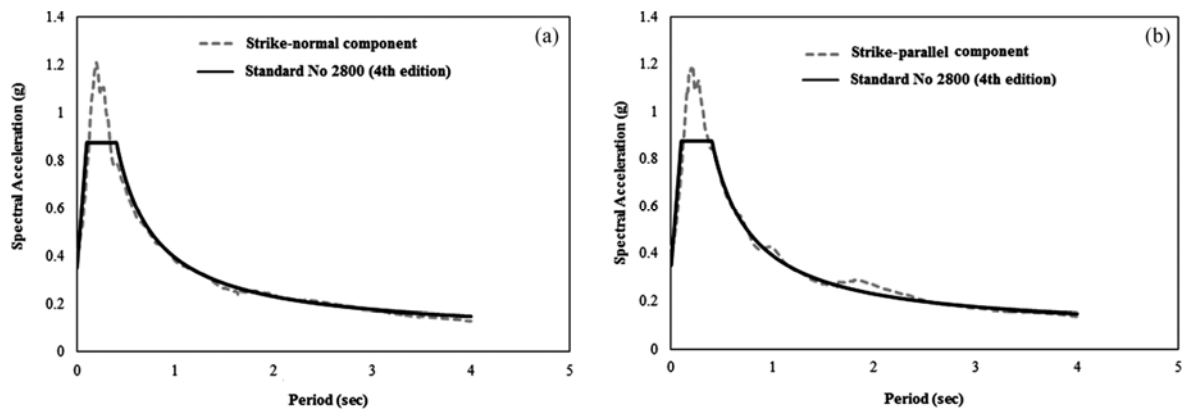 (a)
Strike-normal component
Standard No 2800 (4th edition)
Spectral Acceleration (g)
1.4
1.2
1
0.8
0.6
0.4
0.2
0
0 1 2 3 4 5
Period (sec)
(b)
Strike-parallel component
Standard No 2800 (4th edition)
Spectral Acceleration (g)
1.4
1.2
1
0.8
0.6
0.4
0.2
0
0 1 2 3 4 5
Period (sec)